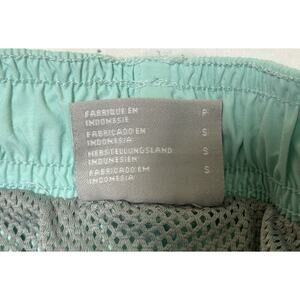 FABRIQUE EN P
INDONESIE
FABRICADO EN S
INDONESIA
HERSTELLUNGSLAND S
INDONESIEN
FABRICADO EM S
INDONESIA